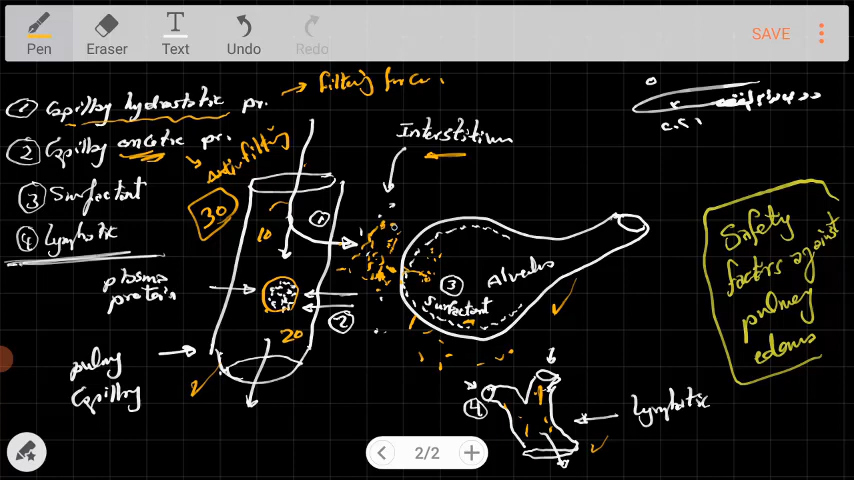 Pen
Eraser
Text
Undo
Redo
SAVE
① Capillary hydrostatic pr. → filtering force.
② Capillary oncotic pr. → Antifiltring
③ Surfactant
④ Lymphatic
30
Interstitium
①
10
plasma
protein
②
20
③ Alveolus
Surfactant
pulmy
Capillary
④
Lymphatic
Safety
factors against
pulmonary
edema
2/2